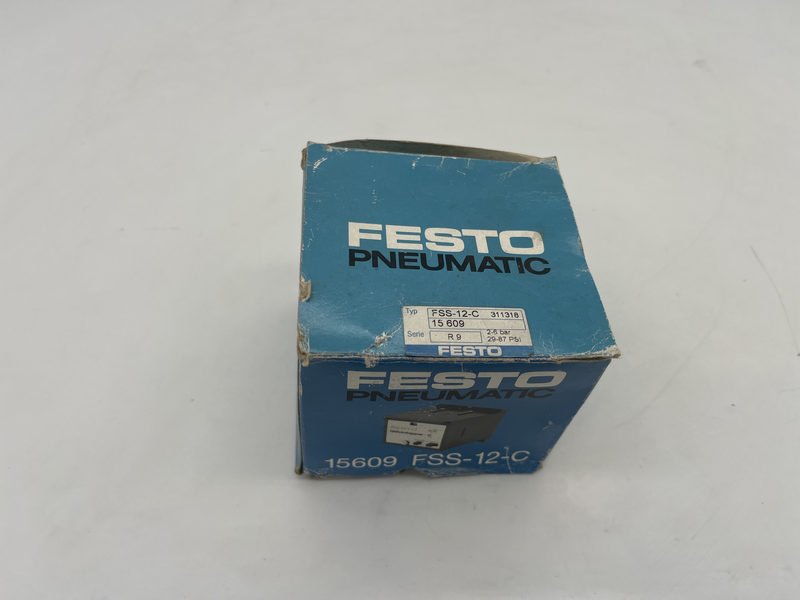 FESTO
PNEUMATIC
Typ FSS-12-C 311318
15 609
Serie R 9 2-6 bar
29-87 PSI
FESTO
FESTO
PNEUMATIC
15609 FSS-12-C